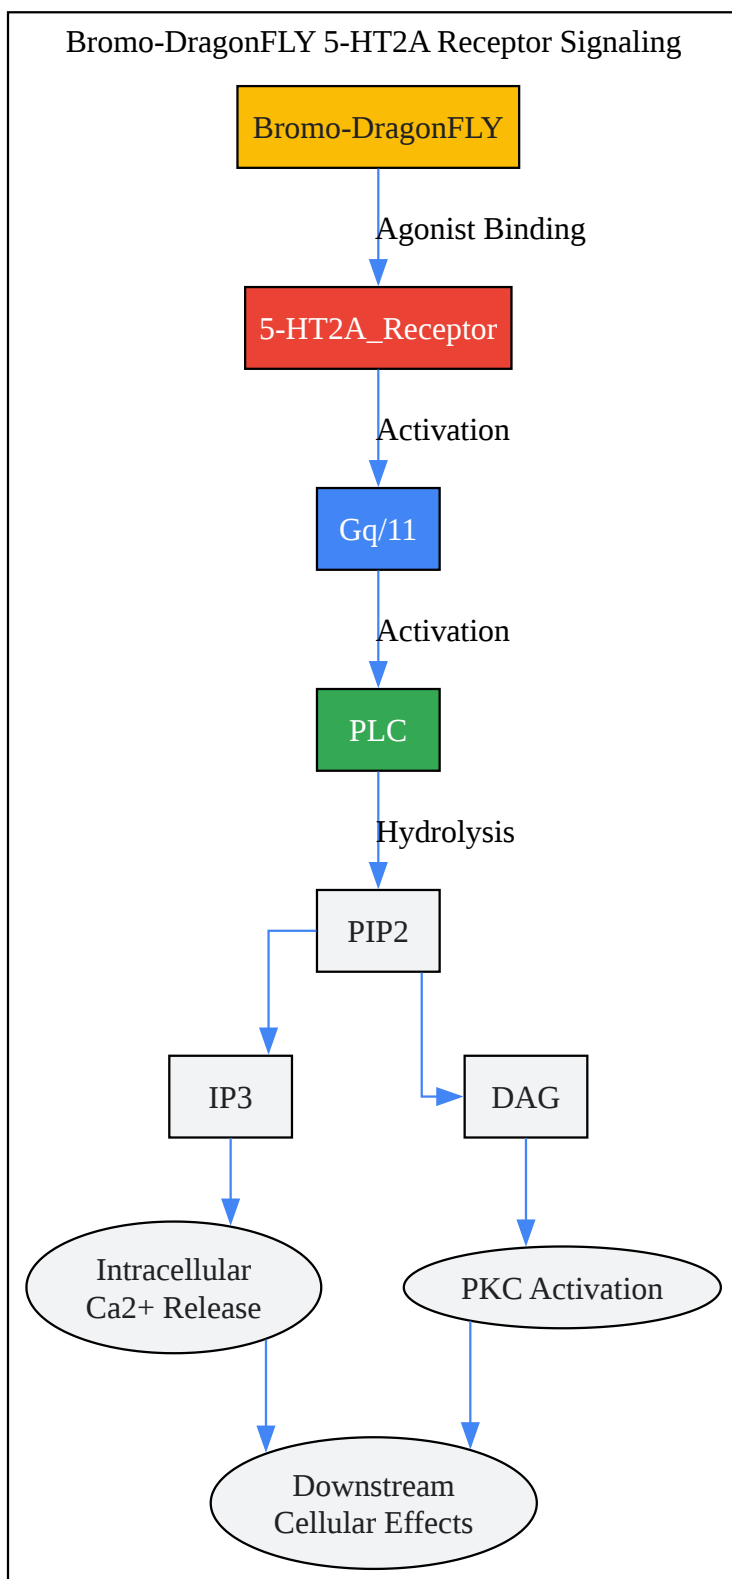 Bromo-DragonFLY 5-HT2A Receptor Signaling
Bromo-DragonFLY
Agonist Binding
5-HT2A_Receptor
Activation
Gq/11
Activation
PLC
Hydrolysis
PIP2
IP3
DAG
Intracellular
Ca2+ Release
PKC Activation
Downstream
Cellular Effects